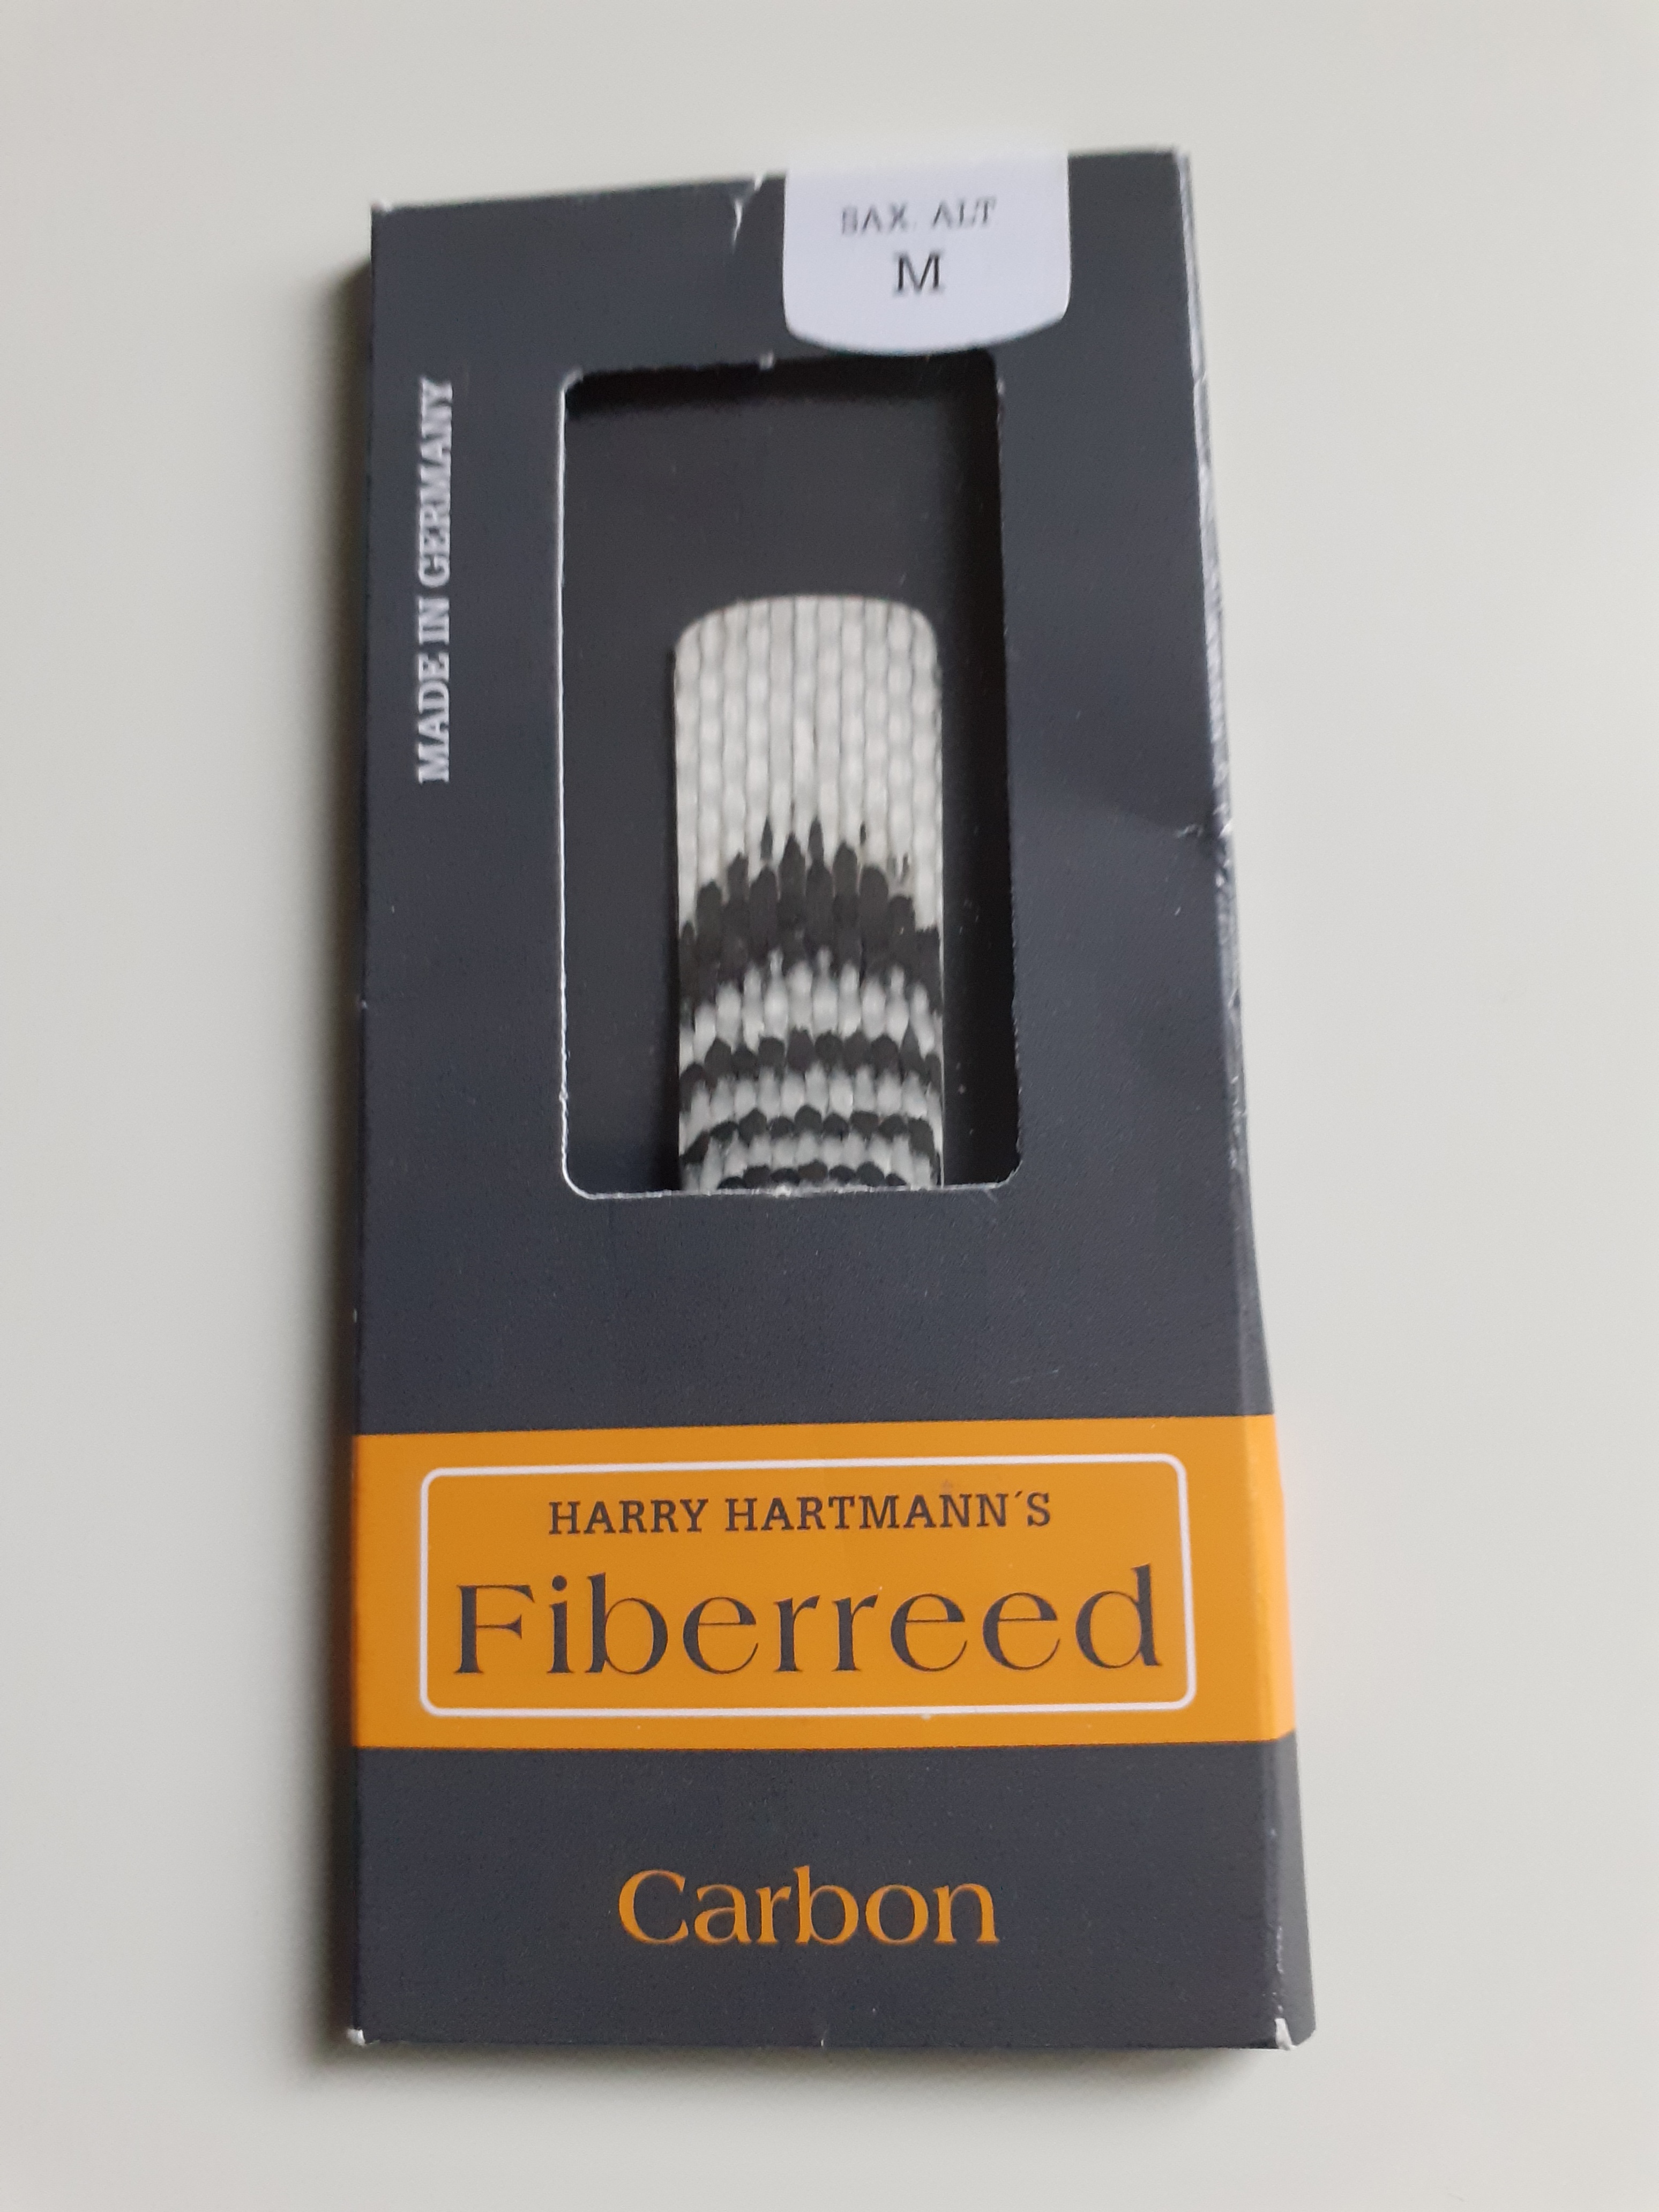 SAX. ALT
M
MADE IN GERMANY
HARRY HARTMANN´S
Fiberreed
Carbon